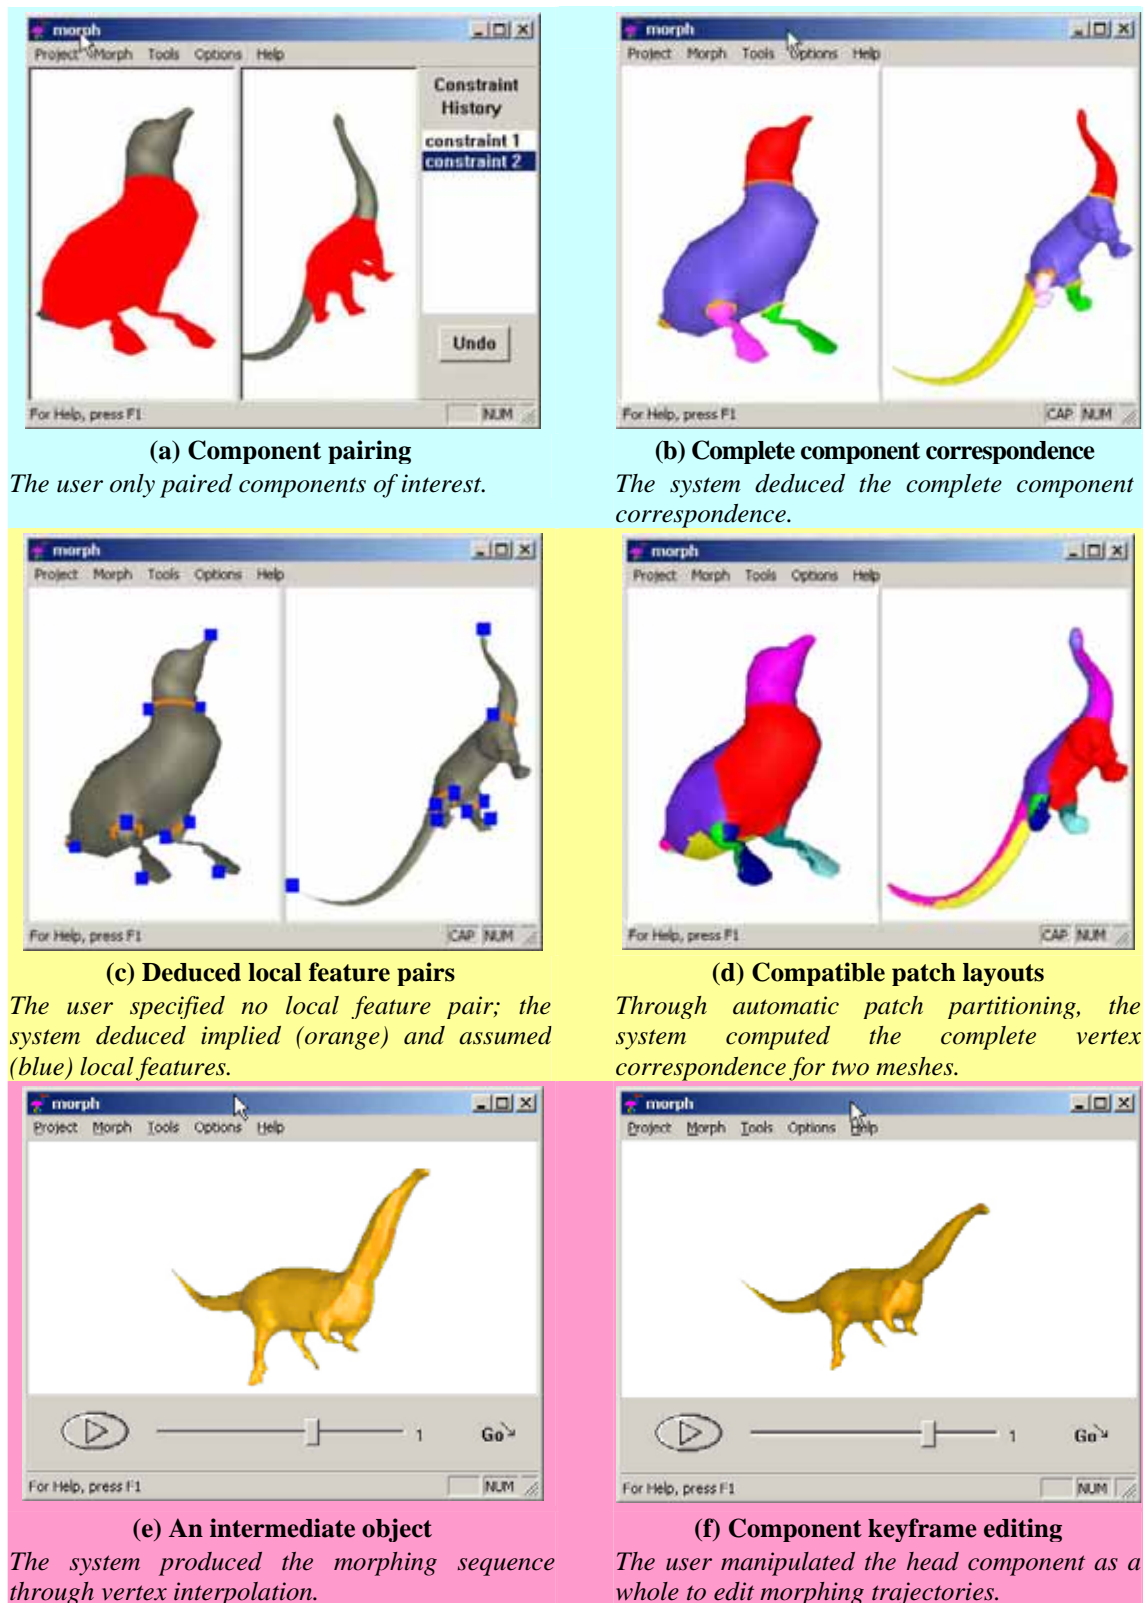 morph
Project Morph Tools Options Help
Constraint
History
constraint 1
constraint 2
Undo
For Help, press F1
NUM
(a) Component pairing
The user only paired components of interest.
morph
Project Morph Tools Options Help
For Help, press F1
CAP NUM
(b) Complete component correspondence
The system deduced the complete component
correspondence.
morph
Project Morph Tools Options Help
For Help, press F1
CAP NUM
(c) Deduced local feature pairs
The user specified no local feature pair; the
system deduced implied (orange) and assumed
(blue) local features.
morph
Project Morph Tools Options Help
For Help, press F1
CAP NUM
(d) Compatible patch layouts
Through automatic patch partitioning, the
system computed the complete vertex
correspondence for two meshes.
morph
Project Morph Tools Options Help
1
Go
For Help, press F1
NUM
(e) An intermediate object
The system produced the morphing sequence
through vertex interpolation.
morph
Project Morph Tools Options Help
1
Go
For Help, press F1
NUM
(f) Component keyframe editing
The user manipulated the head component as a
whole to edit morphing trajectories.